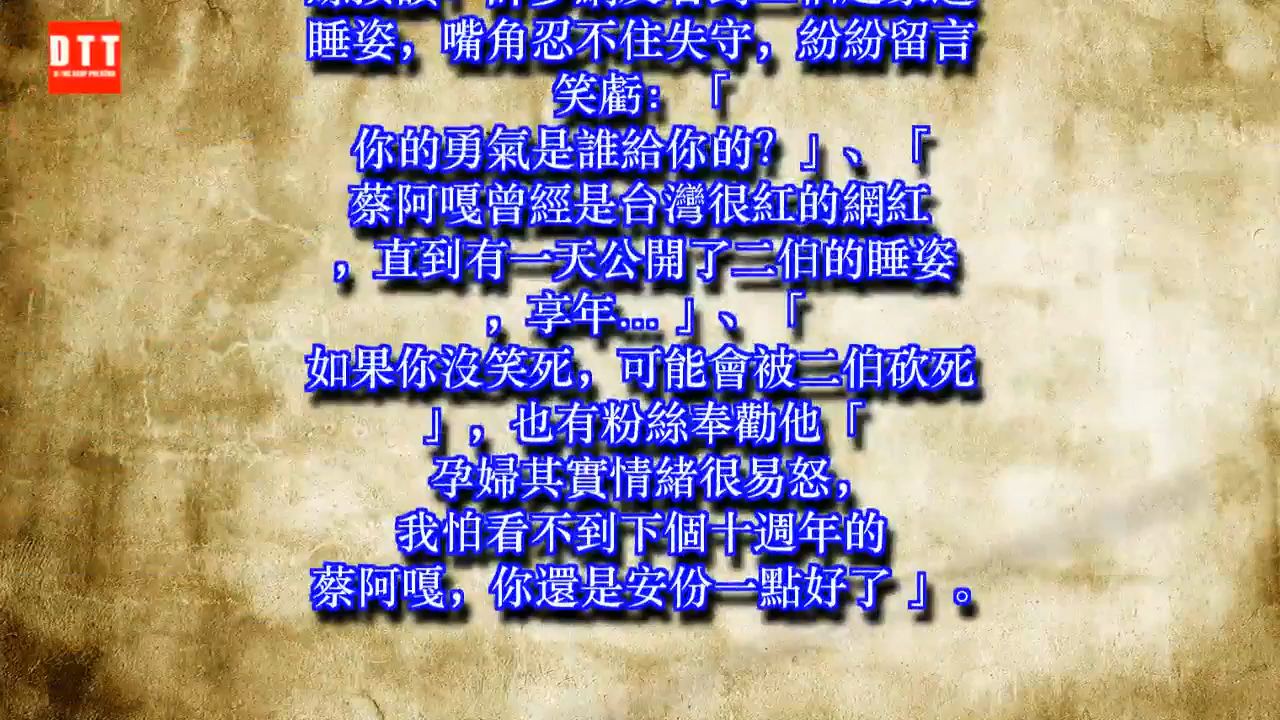 DTT
睡姿，嘴角忍不住失守，紛紛留言
笑虧：「
你的勇氣是誰給你的？」、「
蔡阿嘎曾經是台灣很紅的網紅
，直到有一天公開了二伯的睡姿
，享年...」、「
如果你沒笑死，可能會被二伯砍死
」，也有粉絲奉勸他「
孕婦其實情緒很易怒，
我怕看不到下個十週年的
蔡阿嘎，你還是安份一點好了 」。